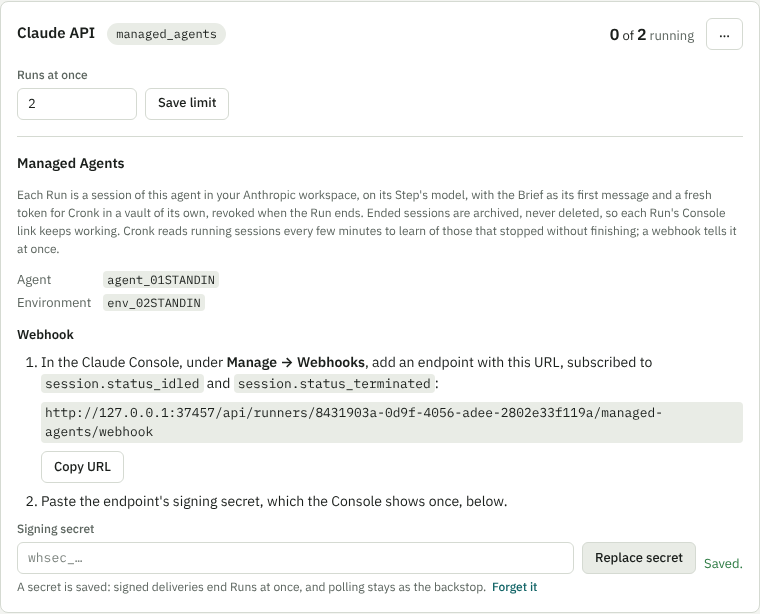 Claude API managed_agents 0 of 2 running ...
Runs at once
2 Save limit
Managed Agents
Each Run is a session of this agent in your Anthropic workspace, on its Step's model, with the Brief as its first message and a fresh
token for Cronk in a vault of its own, revoked when the Run ends. Ended sessions are archived, never deleted, so each Run's Console
link keeps working. Cronk reads running sessions every few minutes to learn of those that stopped without finishing; a webhook tells it
at once.
Agent agent_01STANDIN
Environment env_02STANDIN
Webhook
1. In the Claude Console, under Manage → Webhooks, add an endpoint with this URL, subscribed to
session.status_idled and session.status_terminated:
http://127.0.0.1:37457/api/runners/8431903a-0d9f-4056-adee-2802e33f119a/managed-
agents/webhook
Copy URL
2. Paste the endpoint's signing secret, which the Console shows once, below.
Signing secret
whsec_… Replace secret Saved.
A secret is saved: signed deliveries end Runs at once, and polling stays as the backstop. Forget it